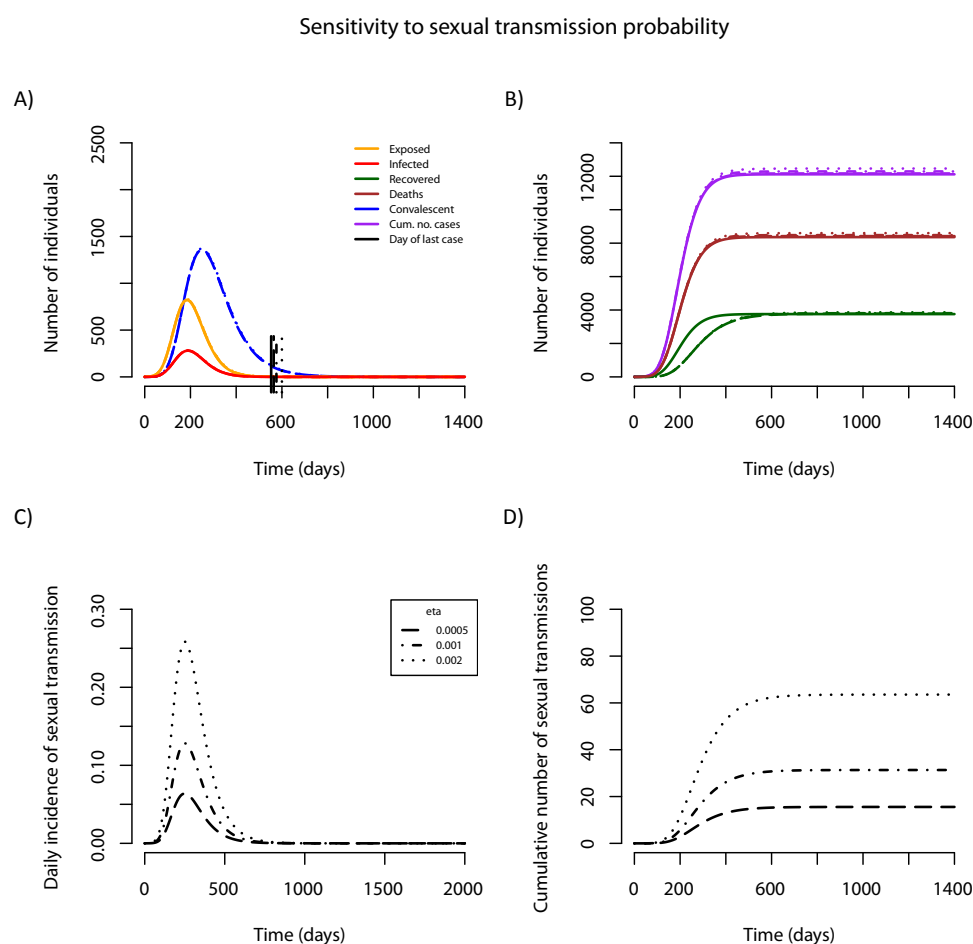 Sensitivity to sexual transmission probability
A)
Number of individuals
2500
1500
500
0
Exposed
Infected
Recovered
Deaths
Convalescent
Cum. no. cases
Day of last case
0 200 600 1000 1400
Time (days)
B)
Number of individuals
12000
8000
4000
0
0 200 600 1000 1400
Time (days)
C)
Daily incidence of sexual transmission
0.30
0.20
0.10
0.00
eta
0.0005
0.001
0.002
0 500 1000 1500 2000
Time (days)
D)
Cumulative number of sexual transmissions
100
80
60
40
20
0
0 200 600 1000 1400
Time (days)